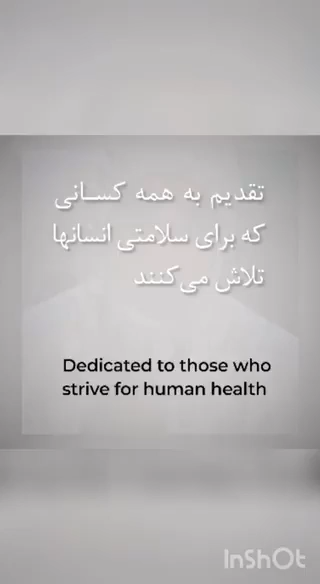 تقدیم به همه کسانی
که برای سلامتی انسانها
تلاش می‌کنند
Dedicated to those who
strive for human health
InShOt